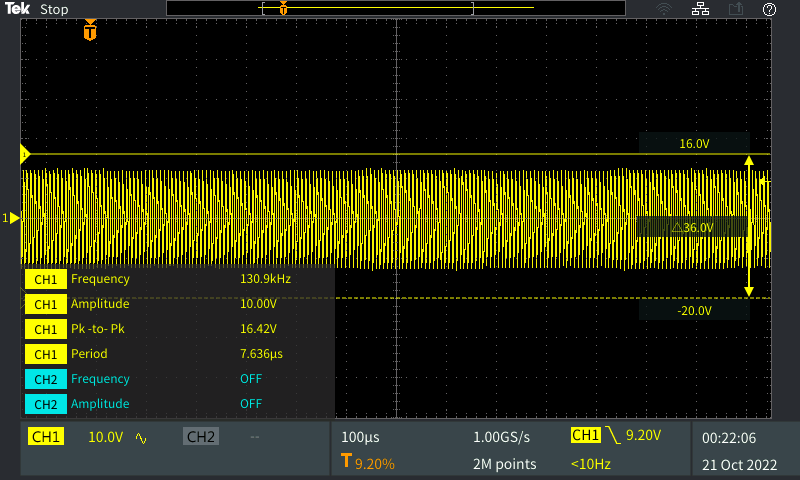 Tek Stop
T
T
?
1
16.0V
1
△36.0V
CH1 Frequency 130.9kHz
CH1 Amplitude 10.00V
-20.0V
CH1 Pk -to- Pk 16.42V
CH1 Period 7.636µs
CH2 Frequency OFF
CH2 Amplitude OFF
CH1 10.0V CH2 -- 100µs 1.00GS/s CH1 9.20V 00:22:06
T 9.20% 2M points <10Hz 21 Oct 2022